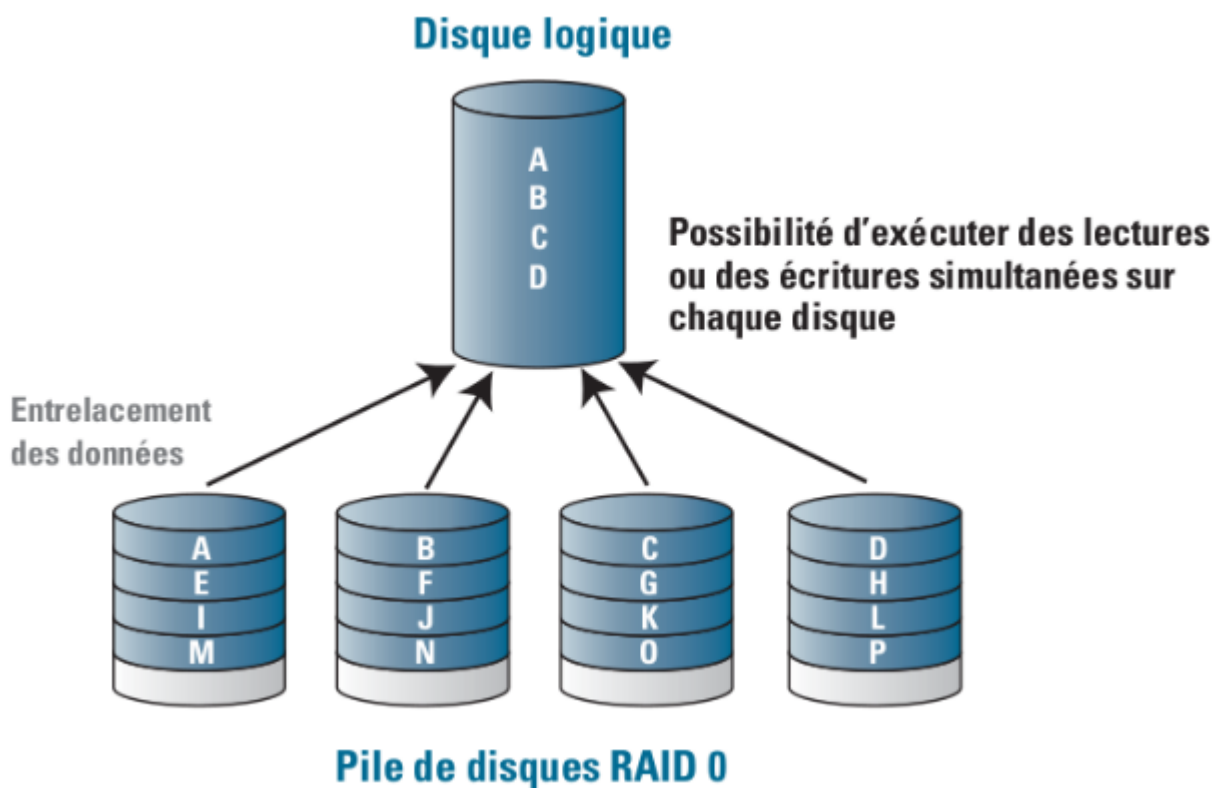 Disque logique
A
B
C
D
Possibilité d'exécuter des lectures
ou des écritures simultanées sur
chaque disque
Entrelacement
des données
A
E
I
M
B
F
J
N
C
G
K
O
D
H
L
P
Pile de disques RAID 0